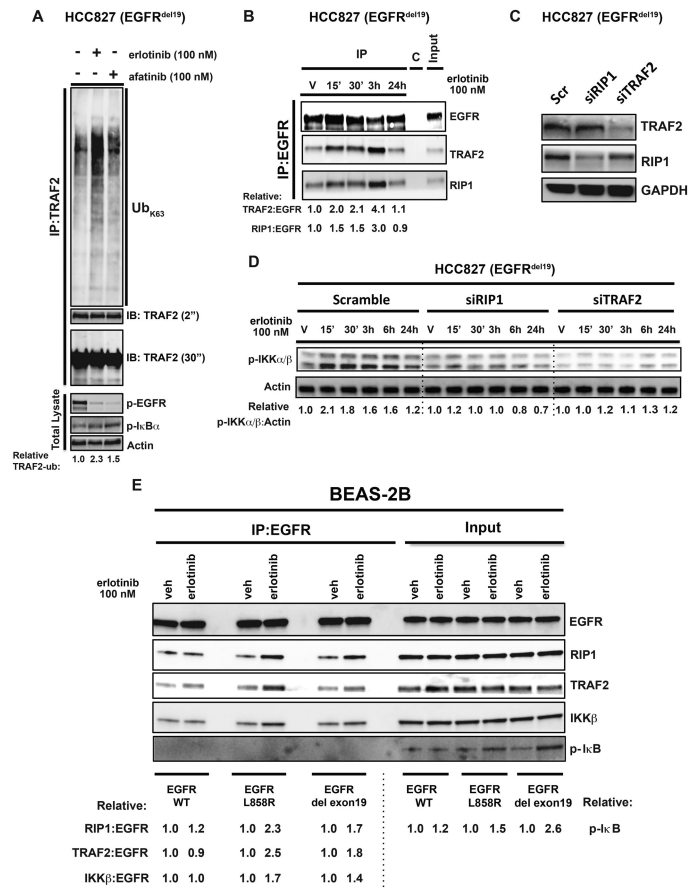 A
HCC827 (EGFRdel19)
- + - erlotinib (100 nM)
- - + afatinib (100 nM)
IP:TRAF2
UbK63
IB: TRAF2 (2”)
IB: TRAF2 (30”)
Total Lysate
p-EGFR
p-IκBα
Actin
Relative TRAF2-ub: 1.0 2.3 1.5
B
HCC827 (EGFRdel19)
IP C Input
V 15’ 30’ 3h 24h erlotinib 100 nM
IP:EGFR
EGFR
TRAF2
RIP1
Relative:
TRAF2:EGFR 1.0 2.0 2.1 4.1 1.1
RIP1:EGFR 1.0 1.5 1.5 3.0 0.9
C
HCC827 (EGFRdel19)
Scr siRIP1 siTRAF2
TRAF2
RIP1
GAPDH
D
HCC827 (EGFRdel19)
Scramble siRIP1 siTRAF2
erlotinib 100 nM V 15’ 30’ 3h 6h 24h V 15’ 30’ 3h 6h 24h V 15’ 30’ 3h 6h 24h
p-IKKα/β
Actin
Relative p-IKKα/β:Actin 1.0 2.1 1.8 1.6 1.6 1.2 1.0 1.2 1.0 1.0 0.8 0.7 1.0 1.0 1.2 1.1 1.3 1.2
E
BEAS-2B
IP:EGFR Input
erlotinib 100 nM veh erlotinib veh erlotinib veh erlotinib veh erlotinib veh erlotinib veh erlotinib
EGFR
RIP1
TRAF2
IKKβ
p-IκB
Relative: EGFR WT EGFR L858R EGFR del exon19 EGFR WT EGFR L858R EGFR del exon19 Relative:
RIP1:EGFR 1.0 1.2 1.0 2.3 1.0 1.7 1.0 1.2 1.0 1.5 1.0 2.6 p-IκB
TRAF2:EGFR 1.0 0.9 1.0 2.5 1.0 1.8
IKKβ:EGFR 1.0 1.0 1.0 1.7 1.0 1.4